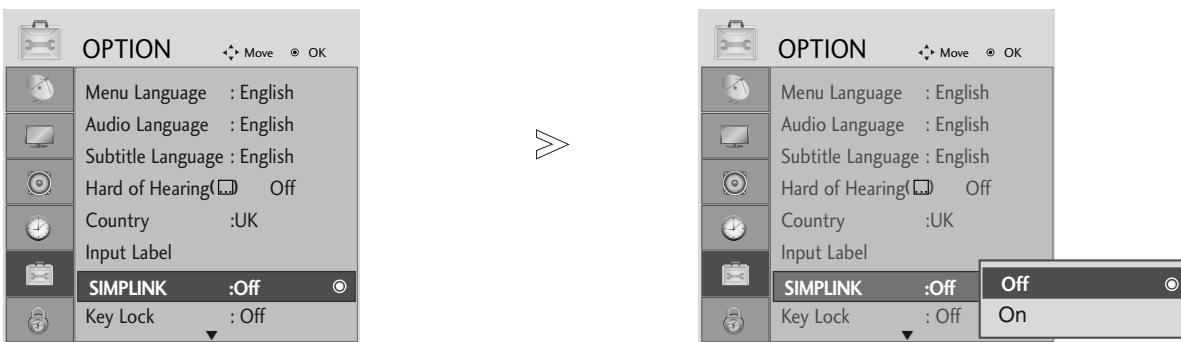 OPTION Move OK
Menu Language : English
Audio Language : English
Subtitle Language : English
Hard of Hearing( ) Off
Country :UK
Input Label
SIMPLINK :Off
Key Lock : Off
OPTION Move OK
Menu Language : English
Audio Language : English
Subtitle Language : English
Hard of Hearing( ) Off
Country :UK
Input Label
SIMPLINK :Off
Key Lock : Off
Off
On